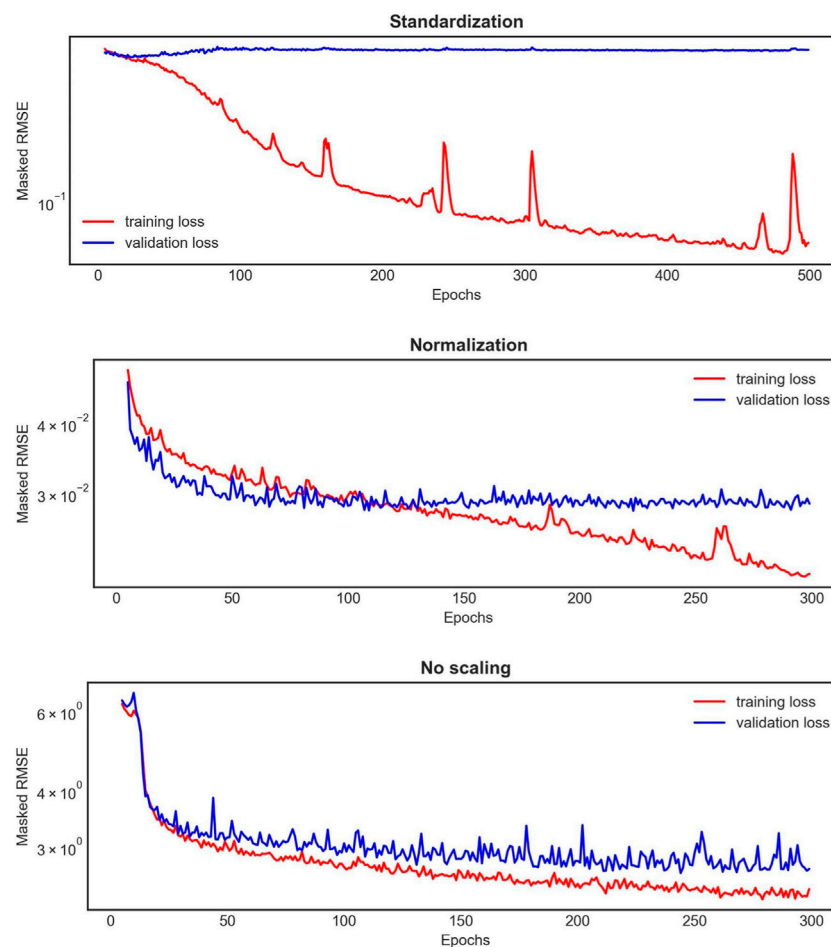 Standardization
Masked RMSE
10⁻¹
training loss
validation loss
0 100 200 300 400 500
Epochs
Normalization
Masked RMSE
4 × 10⁻²
3 × 10⁻²
training loss
validation loss
0 50 100 150 200 250 300
Epochs
No scaling
Masked RMSE
6 × 10⁰
4 × 10⁰
3 × 10⁰
training loss
validation loss
0 50 100 150 200 250 300
Epochs